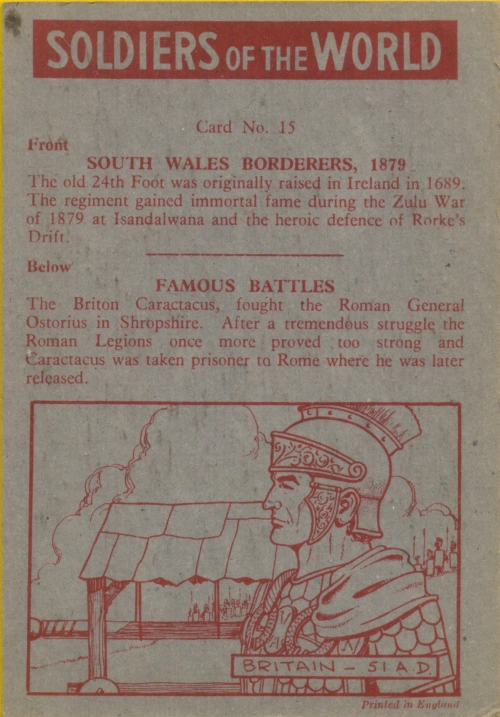 SOLDIERS OF THE WORLD
Card No. 15
Front
SOUTH WALES BORDERERS, 1879
The old 24th Foot was originally raised in Ireland in 1689.
The regiment gained immortal fame during the Zulu War
of 1879 at Isandalwana and the heroic defence of Rorke's
Drift.
Below
FAMOUS BATTLES
The Briton Caractacus, fought the Roman General
Ostorius in Shropshire. After a tremendous struggle the
Roman Legions once more proved too strong and
Caractacus was taken prisoner to Rome where he was later
released.
BRITAIN - 51 A.D.
Printed in England